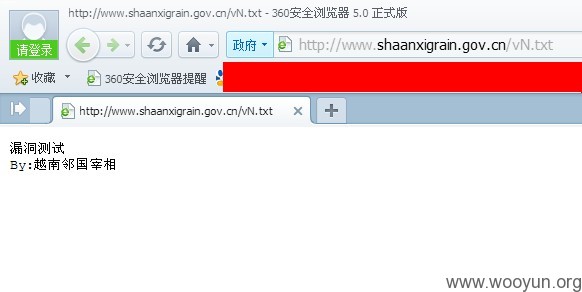 http://www.shaanxigrain.gov.cn/vN.txt - 360安全浏览器 5.0 正式版
请登录
政府 http://www.shaanxigrain.gov.cn/vN.txt
收藏 360安全浏览器提醒
http://www.shaanxigrain.gov.cn/vN.txt
漏洞测试
By:越南邻国宰相
www.wooyun.org